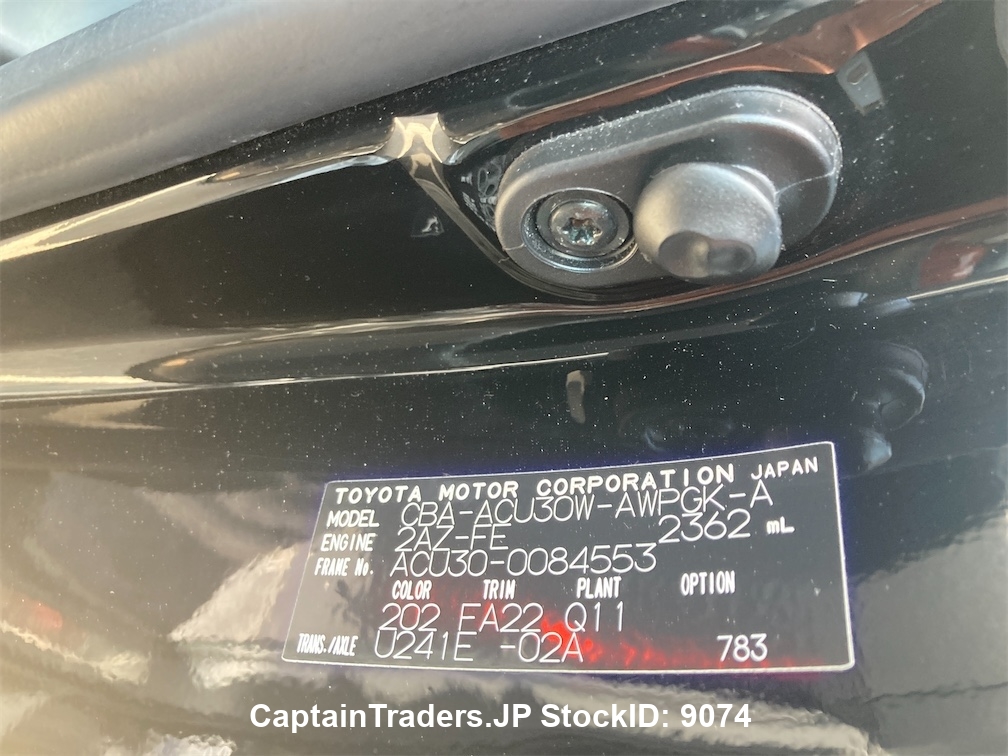 TOYOTA MOTOR CORPORATION JAPAN
MODEL CBA-ACU30W-AWPGK-A
ENGINE 2AZ-FE 2362 mL
FRAME No. ACU30-0084553
COLOR TRIM PLANT OPTION
202 EA22 Q11
TRANS./AXLE U241E -02A 783
CaptainTraders.JP StockID: 9074